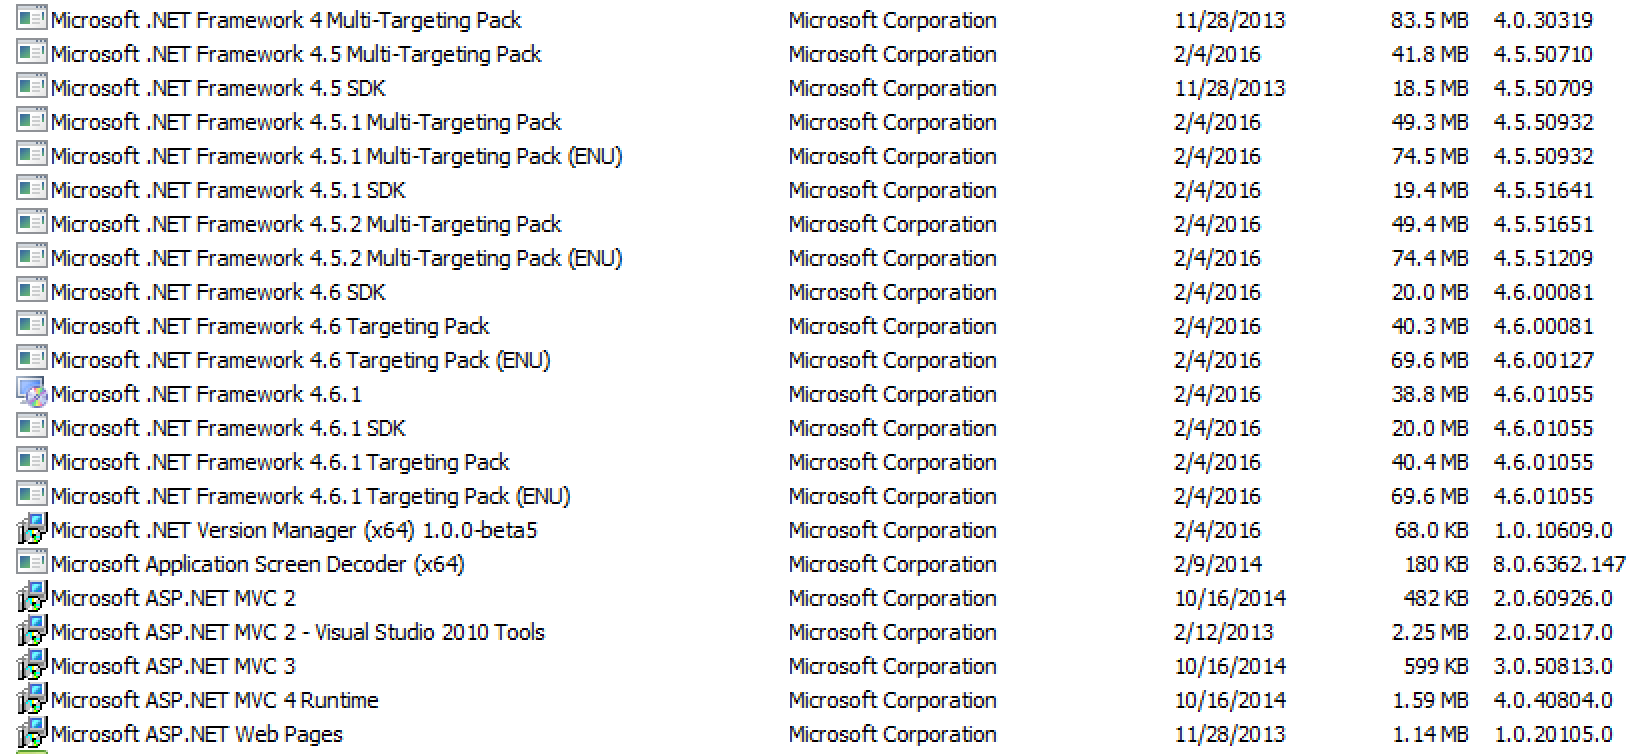 Microsoft .NET Framework 4 Multi-Targeting Pack Microsoft Corporation 11/28/2013 83.5 MB 4.0.30319
Microsoft .NET Framework 4.5 Multi-Targeting Pack Microsoft Corporation 2/4/2016 41.8 MB 4.5.50710
Microsoft .NET Framework 4.5 SDK Microsoft Corporation 11/28/2013 18.5 MB 4.5.50709
Microsoft .NET Framework 4.5.1 Multi-Targeting Pack Microsoft Corporation 2/4/2016 49.3 MB 4.5.50932
Microsoft .NET Framework 4.5.1 Multi-Targeting Pack (ENU) Microsoft Corporation 2/4/2016 74.5 MB 4.5.50932
Microsoft .NET Framework 4.5.1 SDK Microsoft Corporation 2/4/2016 19.4 MB 4.5.51641
Microsoft .NET Framework 4.5.2 Multi-Targeting Pack Microsoft Corporation 2/4/2016 49.4 MB 4.5.51651
Microsoft .NET Framework 4.5.2 Multi-Targeting Pack (ENU) Microsoft Corporation 2/4/2016 74.4 MB 4.5.51209
Microsoft .NET Framework 4.6 SDK Microsoft Corporation 2/4/2016 20.0 MB 4.6.00081
Microsoft .NET Framework 4.6 Targeting Pack Microsoft Corporation 2/4/2016 40.3 MB 4.6.00081
Microsoft .NET Framework 4.6 Targeting Pack (ENU) Microsoft Corporation 2/4/2016 69.6 MB 4.6.00127
Microsoft .NET Framework 4.6.1 Microsoft Corporation 2/4/2016 38.8 MB 4.6.01055
Microsoft .NET Framework 4.6.1 SDK Microsoft Corporation 2/4/2016 20.0 MB 4.6.01055
Microsoft .NET Framework 4.6.1 Targeting Pack Microsoft Corporation 2/4/2016 40.4 MB 4.6.01055
Microsoft .NET Framework 4.6.1 Targeting Pack (ENU) Microsoft Corporation 2/4/2016 69.6 MB 4.6.01055
Microsoft .NET Version Manager (x64) 1.0.0-beta5 Microsoft Corporation 2/4/2016 68.0 KB 1.0.10609.0
Microsoft Application Screen Decoder (x64) Microsoft Corporation 2/9/2014 180 KB 8.0.6362.147
Microsoft ASP.NET MVC 2 Microsoft Corporation 10/16/2014 482 KB 2.0.60926.0
Microsoft ASP.NET MVC 2 - Visual Studio 2010 Tools Microsoft Corporation 2/12/2013 2.25 MB 2.0.50217.0
Microsoft ASP.NET MVC 3 Microsoft Corporation 10/16/2014 599 KB 3.0.50813.0
Microsoft ASP.NET MVC 4 Runtime Microsoft Corporation 10/16/2014 1.59 MB 4.0.40804.0
Microsoft ASP.NET Web Pages Microsoft Corporation 11/28/2013 1.14 MB 1.0.20105.0